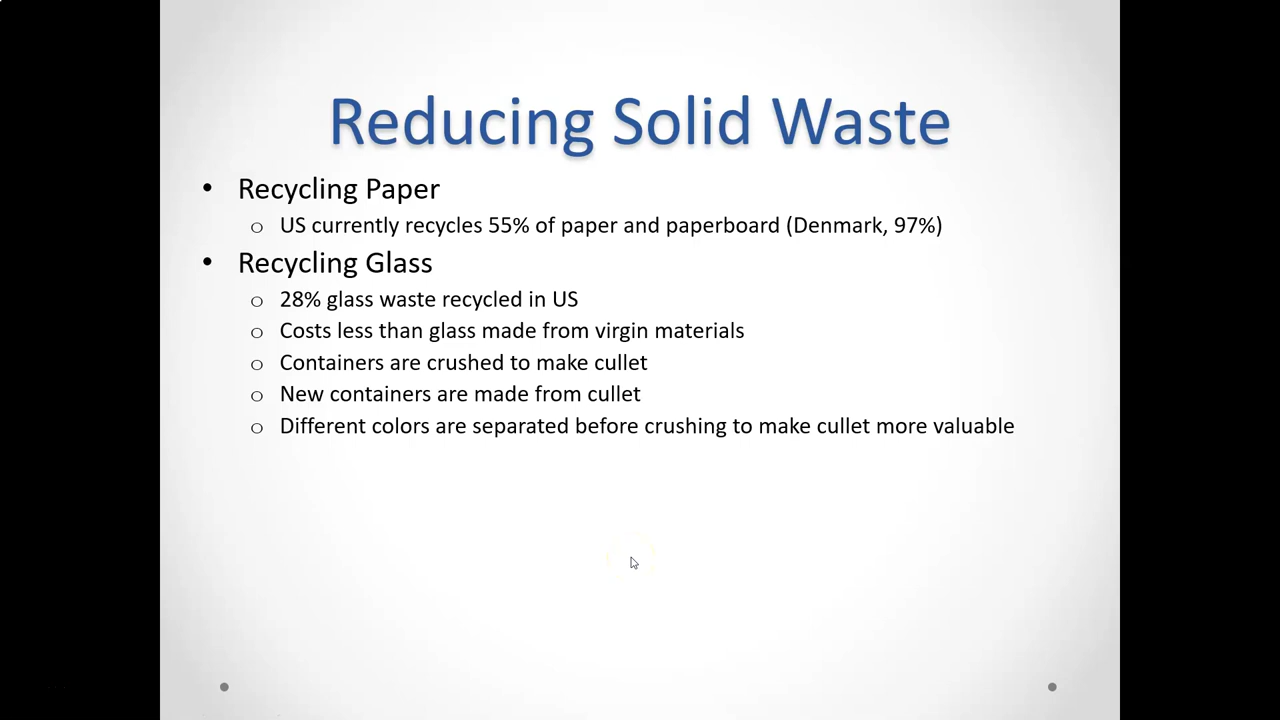 Reducing Solid Waste
• Recycling Paper
o US currently recycles 55% of paper and paperboard (Denmark, 97%)
• Recycling Glass
o 28% glass waste recycled in US
o Costs less than glass made from virgin materials
o Containers are crushed to make cullet
o New containers are made from cullet
o Different colors are separated before crushing to make cullet more valuable